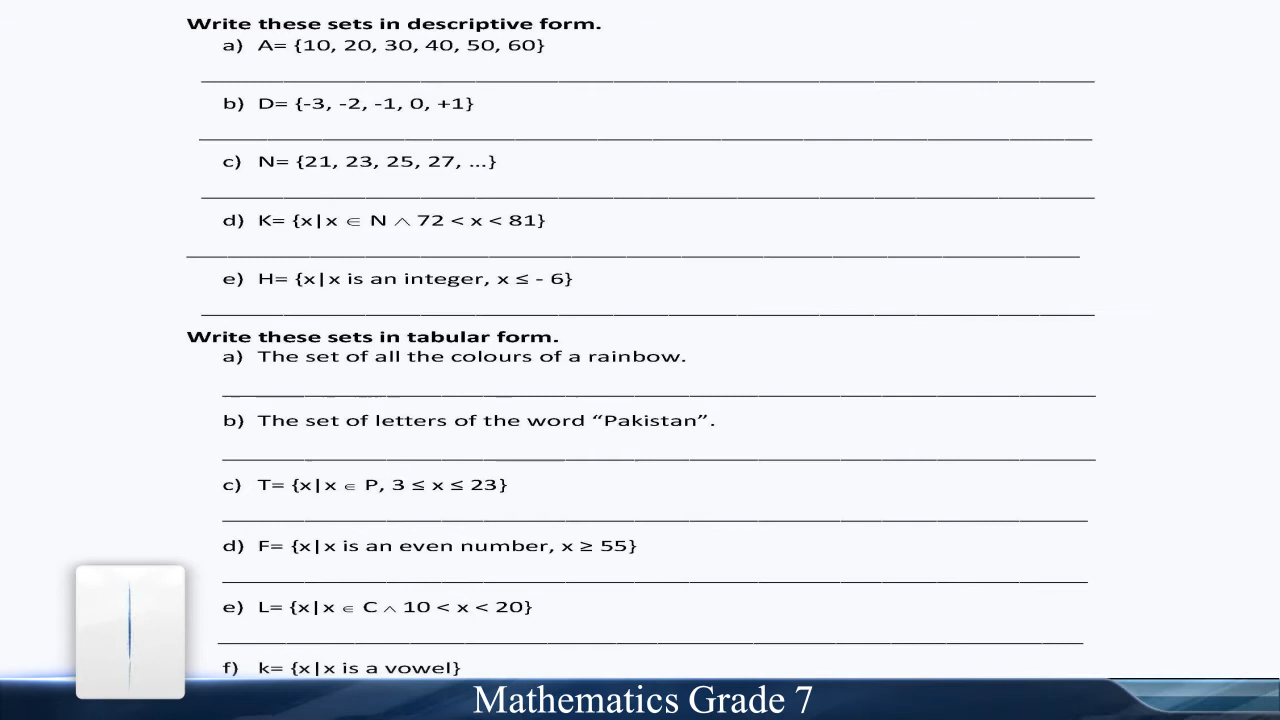 Write these sets in descriptive form.
a) A= {10, 20, 30, 40, 50, 60}
b) D= {-3, -2, -1, 0, +1}
c) N= {21, 23, 25, 27, ...}
d) K= {x|x ∈ N ∧ 72 < x < 81}
e) H= {x|x is an integer, x ≤ - 6}
Write these sets in tabular form.
a) The set of all the colours of a rainbow.
b) The set of letters of the word “Pakistan”.
c) T= {x|x ∈ P, 3 ≤ x ≤ 23}
d) F= {x|x is an even number, x ≥ 55}
e) L= {x|x ∈ C ∧ 10 < x < 20}
f) k= {x|x is a vowel}
Mathematics Grade 7